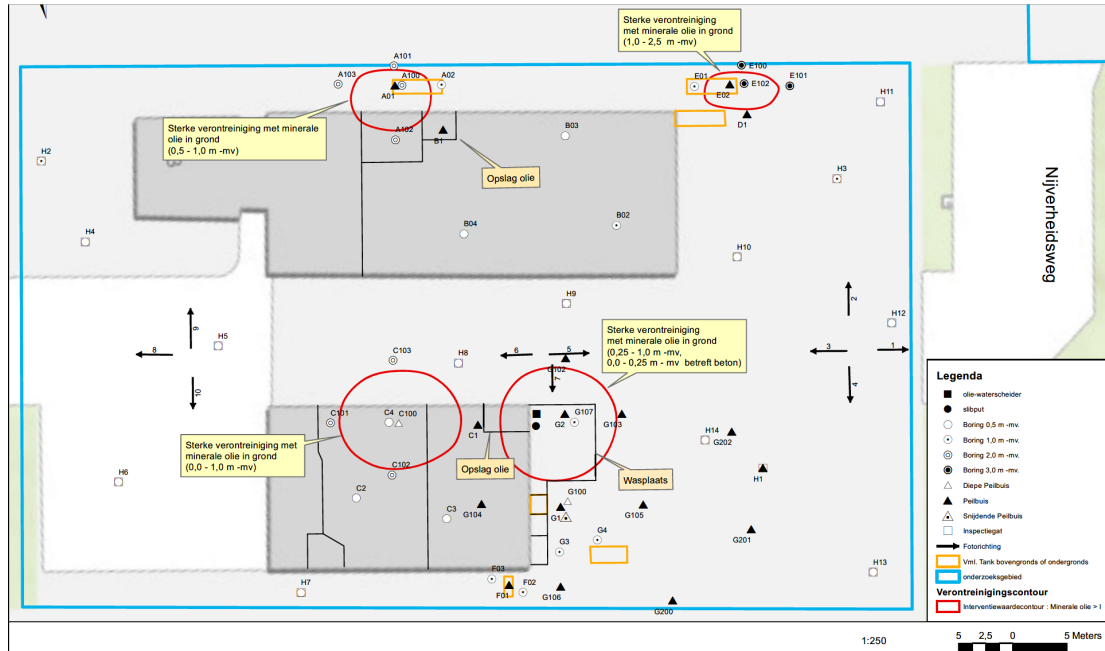 Sterke verontreiniging
met minerale olie in grond
(1,0 - 2,5 m -mv)
A101
A103
A100
A02
A01
E100
E01
E102
E101
E02
H11
D1
Sterke verontreiniging met minerale
olie in grond
(0,5 - 1,0 m -mv)
A102
B1
B03
Opslag olie
H2
H3
Nijverheidsweg
H4
B04
B02
H10
H9
H12
H5
9
8
10
2
3
1
4
6
5
7
Sterke verontreiniging
met minerale olie in grond
(0,25 - 1,0 m -mv,
0,0 - 0,25 m - mv betreft beton)
C103
H8
G102
C101
C4
C100
C1
G2
G107
G103
H14
G202
Sterke verontreiniging met
minerale olie in grond
(0,0 - 1,0 m -mv)
C102
Opslag olie
Wasplaats
H1
H6
C2
C3
G104
G100
G1
G105
G201
G3
G4
H7
F03
F01
F02
G106
G200
H13
Legenda
olie-waterscheider
slibput
Boring 0,5 m -mv.
Boring 1,0 m -mv.
Boring 2,0 m -mv.
Boring 3,0 m -mv.
Diepe Peilbuis
Peilbuis
Snijdende Peilbuis
Inspectiegat
Fotorichting
Vml. Tank bovengronds of ondergronds
onderzoeksgebied
Verontreinigingscontour
Interventiewaardecontour : Minerale olie > I
1:250
5 2,5 0 5 Meters